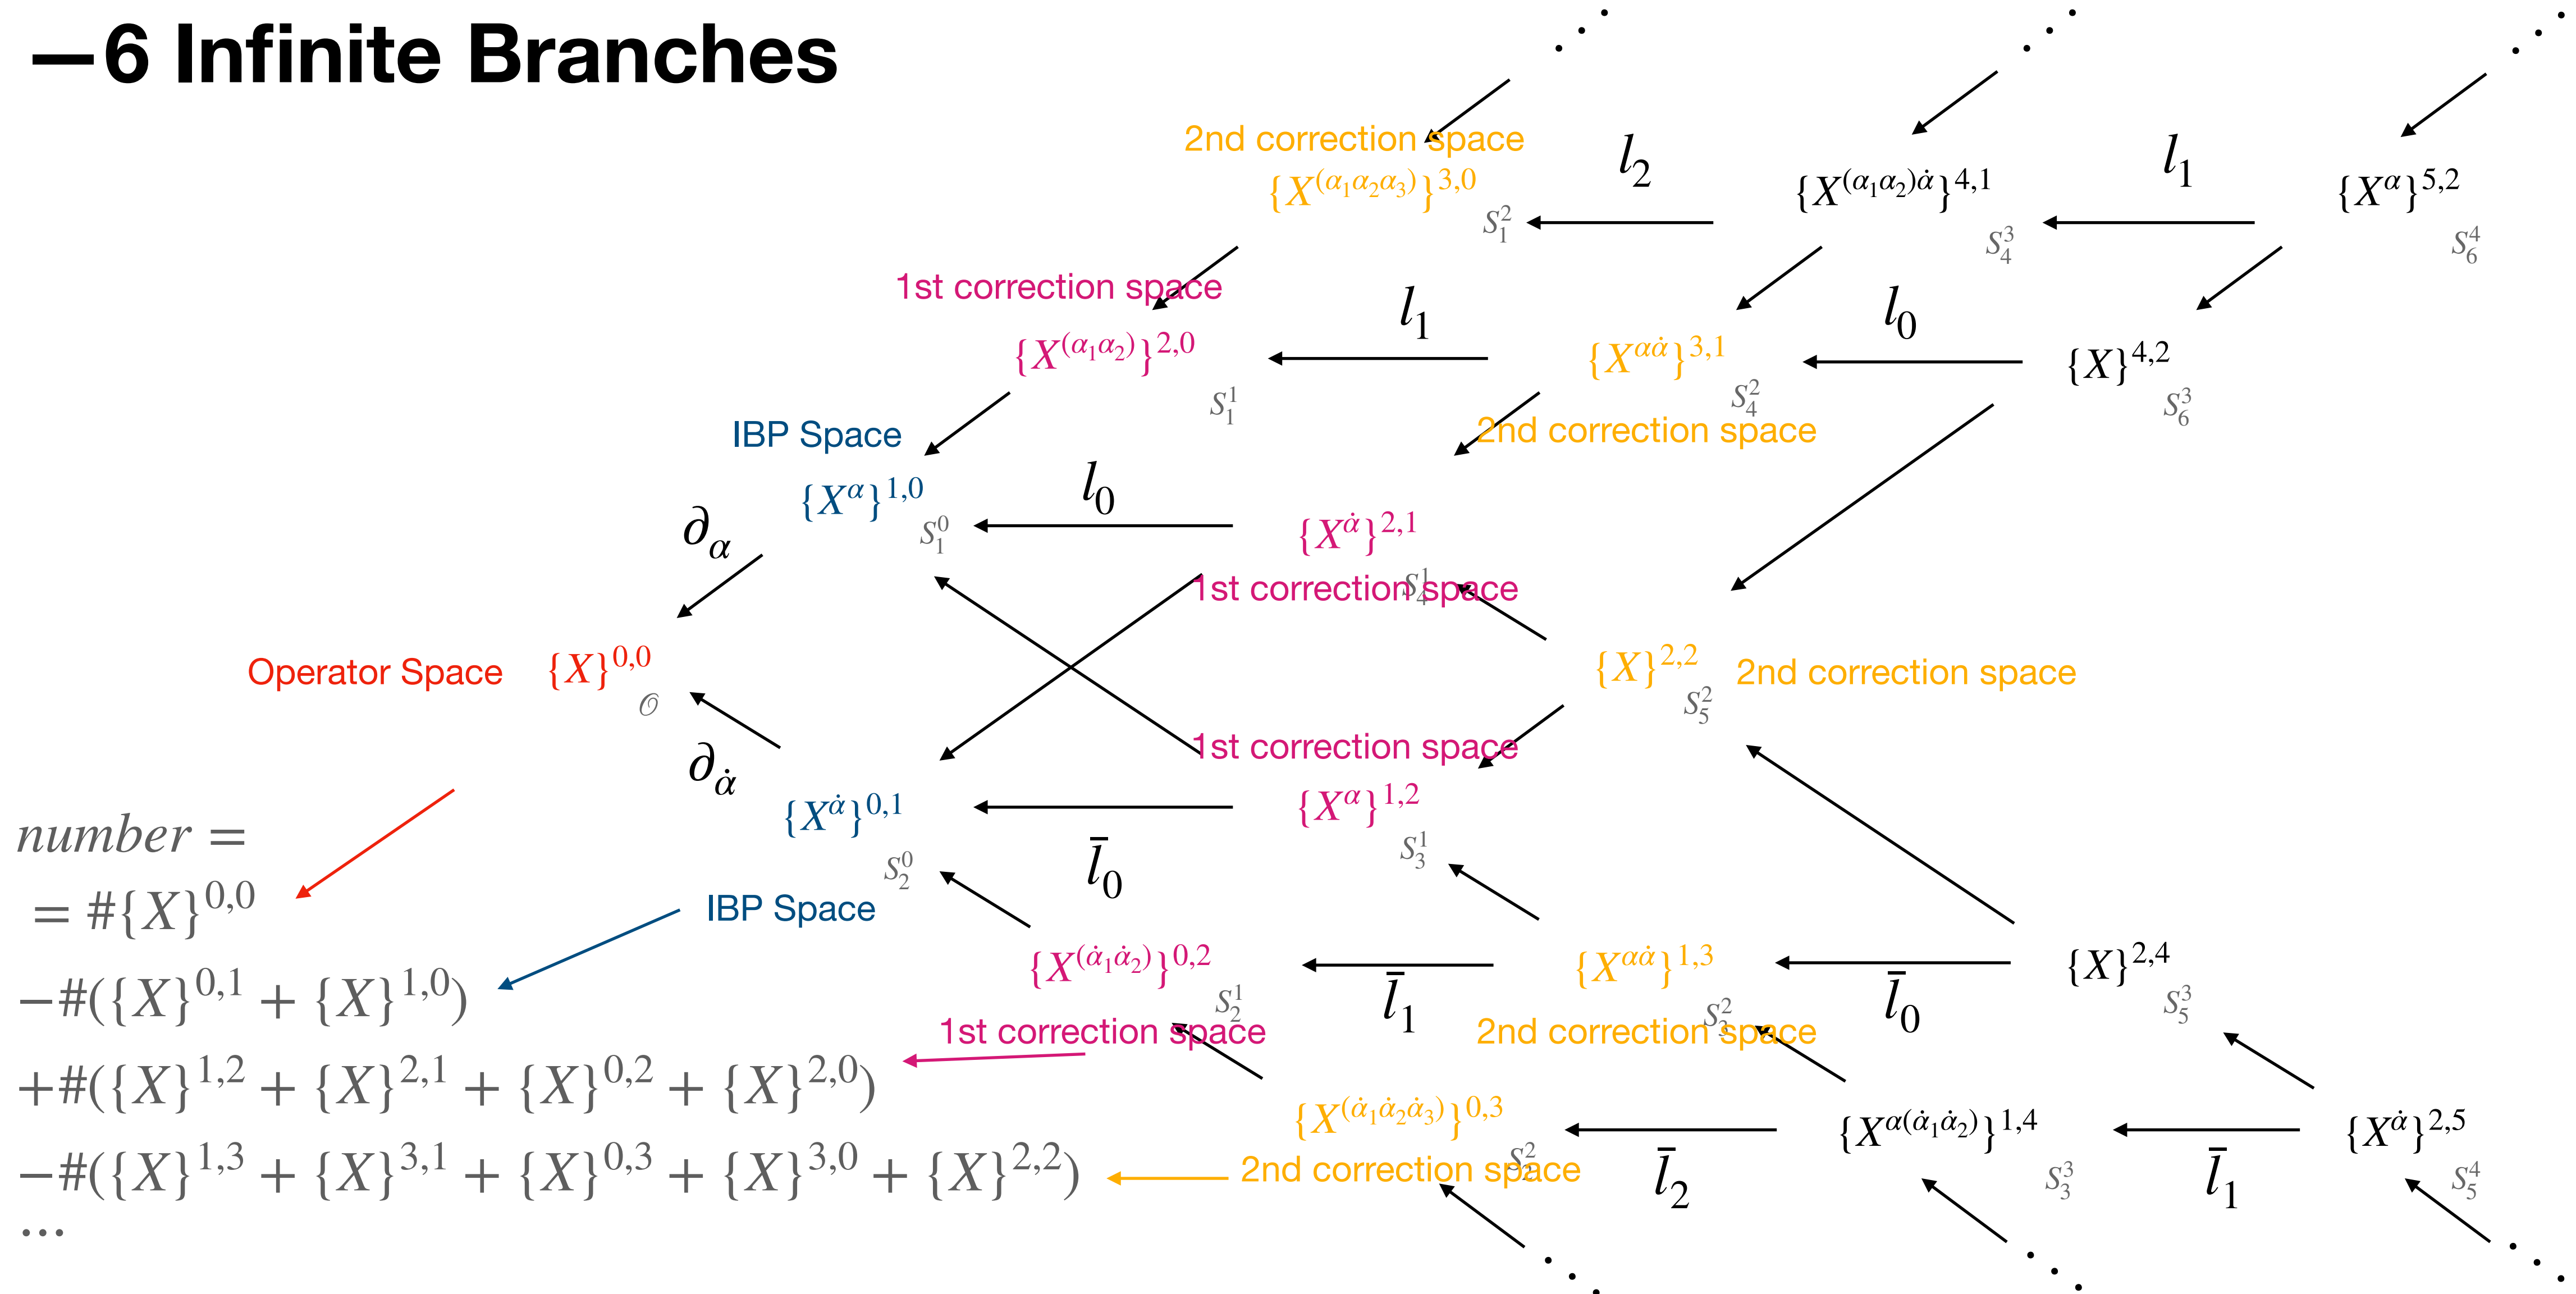 —6 Infinite Branches
2nd correction space
{X^{(α₁α₂α₃)}}^{3,0}
S_1^2
l_2
{X^{(α₁α₂)α̇}}^{4,1}
S_4^3
l_1
{X^α}^{5,2}
S_6^4
1st correction space
{X^{(α₁α₂)}}^{2,0}
S_1^1
l_1
{X^{αα̇}}^{3,1}
S_4^2
2nd correction space
l_0
{X}^{4,2}
S_6^3
IBP Space
{X^α}^{1,0}
S_1^0
∂_α
l_0
{X^{α̇}}^{2,1}
S_4^1
1st correction space
Operator Space {X}^{0,0}
𝒪
{X}^{2,2} 2nd correction space
S_5^2
∂_{α̇}
{X^{α̇}}^{0,1}
S_2^0
IBP Space
l̄_0
1st correction space
{X^α}^{1,2}
S_3^1
{X^{(α̇₁α̇₂)}}^{0,2}
S_2^1
1st correction space
l̄_1
{X^{αα̇}}^{1,3}
2nd correction space
l̄_0
{X}^{2,4}
S_5^3
{X^{(α̇₁α̇₂α̇₃)}}^{0,3}
2nd correction space
l̄_2
{X^{α(α̇₁α̇₂)}}^{1,4}
S_3^3
l̄_1
{X^{α̇}}^{2,5}
S_5^4
number =
= #{X}^{0,0}
−#({X}^{0,1} + {X}^{1,0})
+#({X}^{1,2} + {X}^{2,1} + {X}^{0,2} + {X}^{2,0})
−#({X}^{1,3} + {X}^{3,1} + {X}^{0,3} + {X}^{3,0} + {X}^{2,2})
...